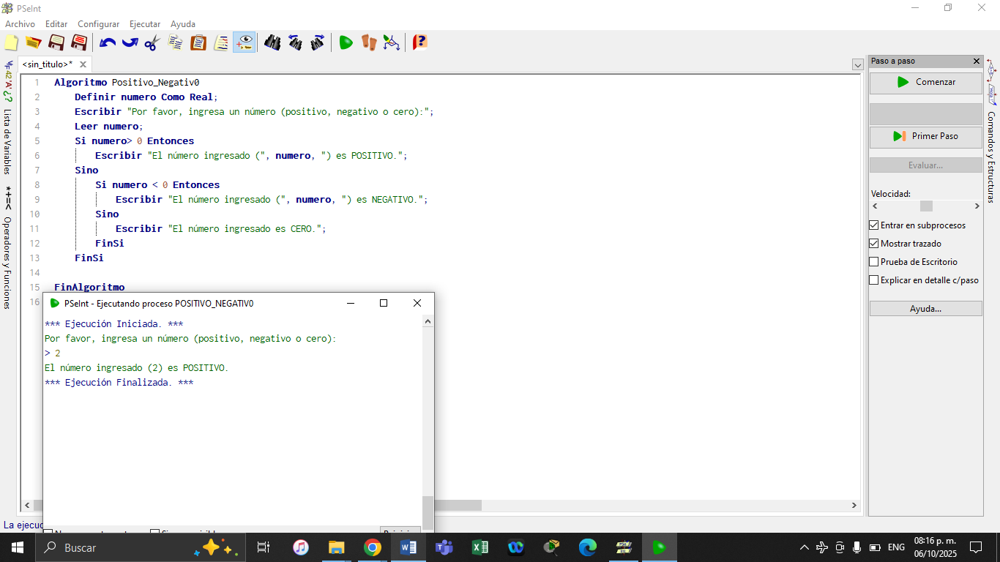 PSeInt
Archivo Editar Configurar Ejecutar Ayuda
<sin_titulo>*
1 Algoritmo Positivo_Negativ0
2 Definir numero Como Real;
3 Escribir "Por favor, ingresa un número (positivo, negativo o cero):";
4 Leer numero;
5 Si numero> 0 Entonces
6 Escribir "El número ingresado (", numero, ") es POSITIVO.";
7 Sino
8 Si numero < 0 Entonces
9 Escribir "El número ingresado (", numero, ") es NEGATIVO.";
10 Sino
11 Escribir "El número ingresado es CERO.";
12 FinSi
13 FinSi
14
15 FinAlgoritmo
16
Lista de Variables
Operadores y Funciones
PSeInt - Ejecutando proceso POSITIVO_NEGATIV0
*** Ejecución Iniciada. ***
Por favor, ingresa un número (positivo, negativo o cero):
> 2
El número ingresado (2) es POSITIVO.
*** Ejecución Finalizada. ***
La ejecu
Paso a paso
Comenzar
Primer Paso
Evaluar...
Velocidad:
Entrar en subprocesos
Mostrar trazado
Prueba de Escritorio
Explicar en detalle c/paso
Ayuda...
Comandos y Estructuras
Buscar
ENG
08:16 p. m.
06/10/2025